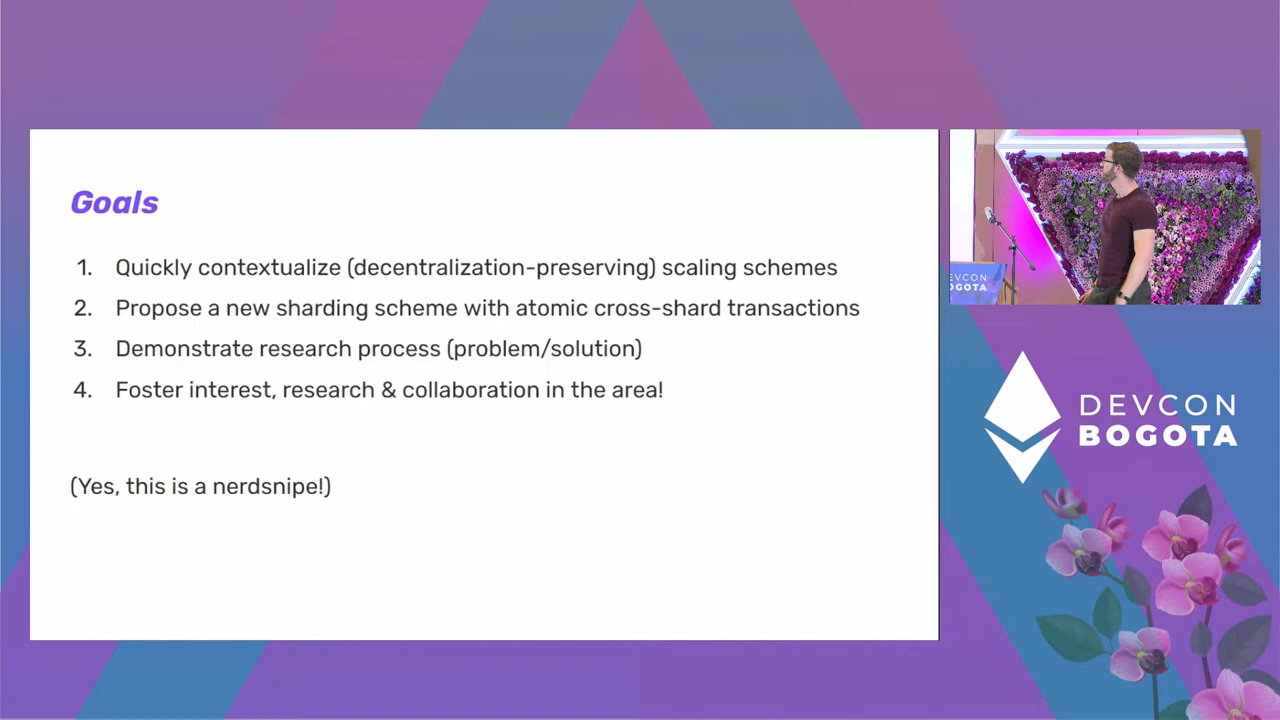 Goals
1. Quickly contextualize (decentralization-preserving) scaling schemes
2. Propose a new sharding scheme with atomic cross-shard transactions
3. Demonstrate research process (problem/solution)
4. Foster interest, research & collaboration in the area!
(Yes, this is a nerdsnipe!)
DEVCON
BOGOTA